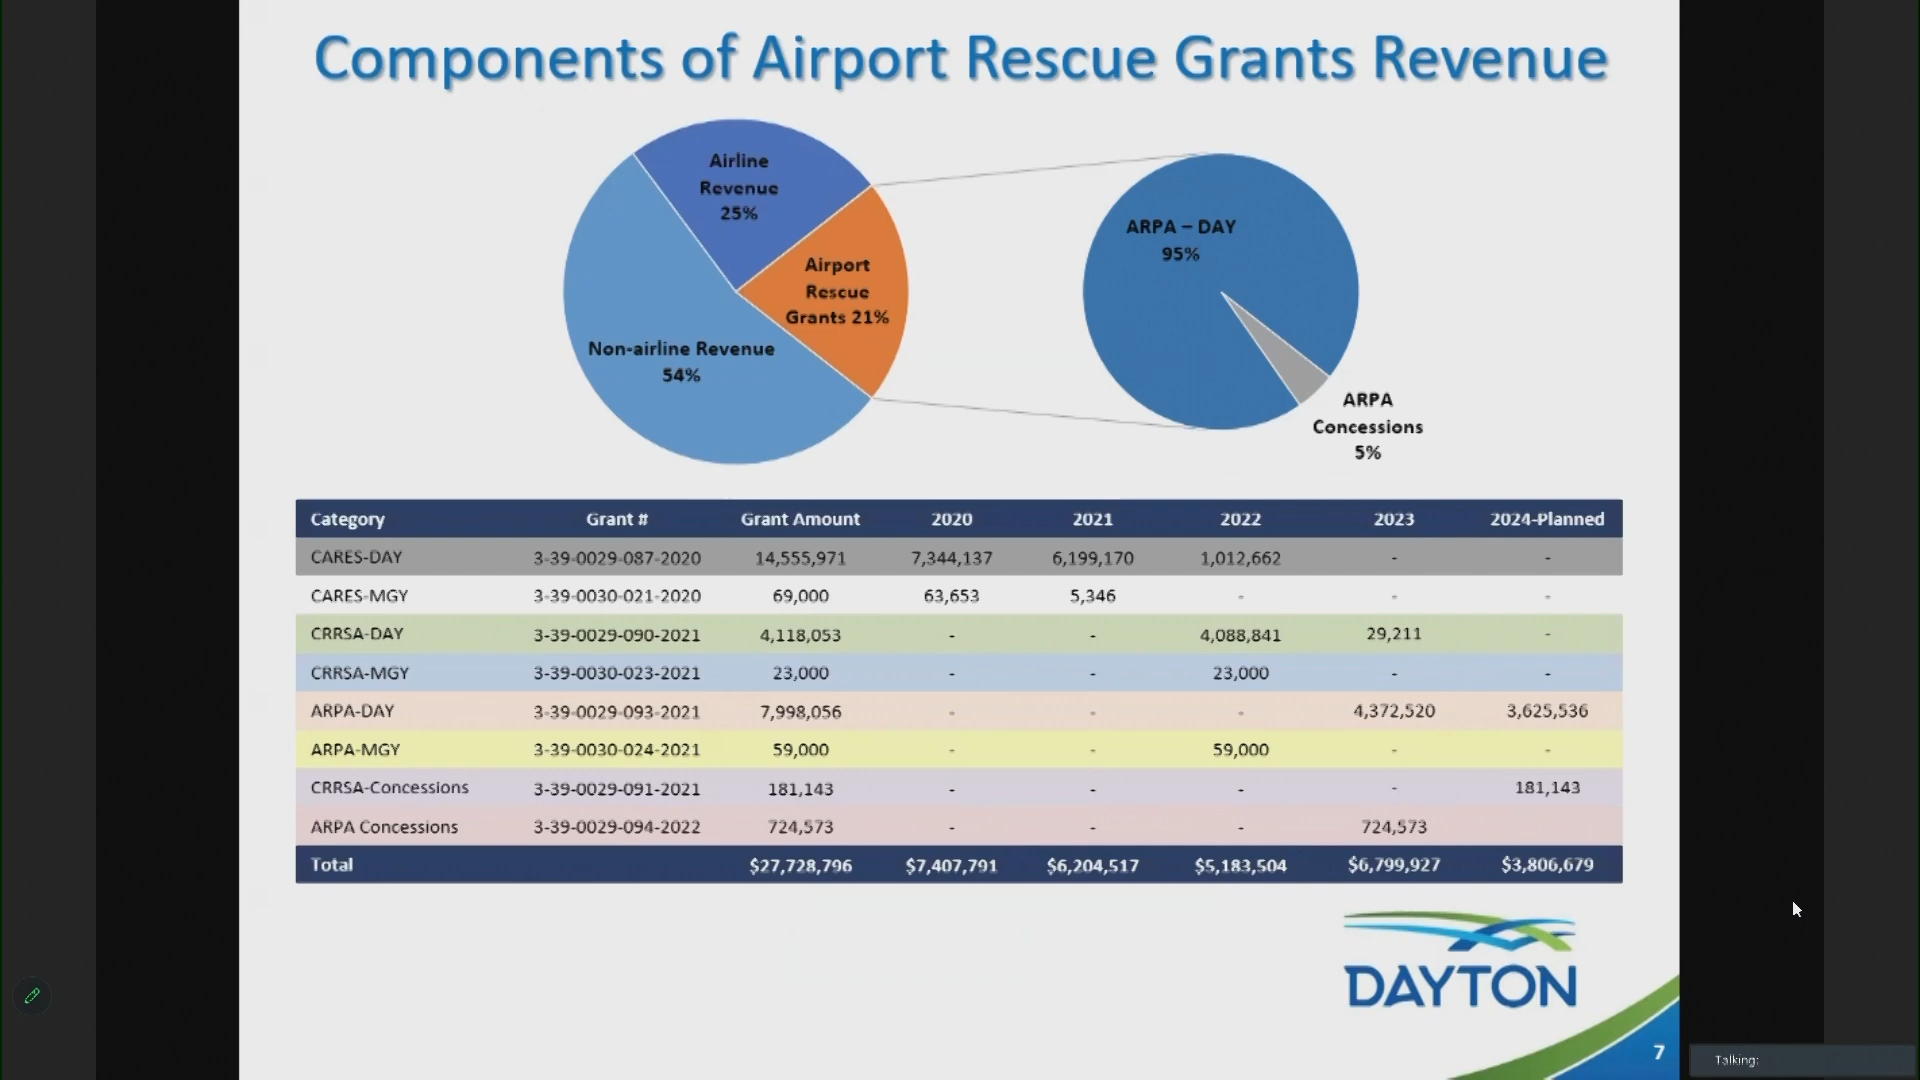 Components of Airport Rescue Grants Revenue
Airline
Revenue
25%
Airport
Rescue
Grants 21%
Non-airline Revenue
54%
ARPA – DAY
95%
ARPA
Concessions
5%
Category Grant # Grant Amount 2020 2021 2022 2023 2024-Planned
CARES-DAY 3-39-0029-087-2020 14,555,971 7,344,137 6,199,170 1,012,662 - -
CARES-MGY 3-39-0030-021-2020 69,000 63,653 5,346 - - -
CRRSA-DAY 3-39-0029-090-2021 4,118,053 - - 4,088,841 29,211 -
CRRSA-MGY 3-39-0030-023-2021 23,000 - - 23,000 - -
ARPA-DAY 3-39-0029-093-2021 7,998,056 - - - 4,372,520 3,625,536
ARPA-MGY 3-39-0030-024-2021 59,000 - - 59,000 - -
CRRSA-Concessions 3-39-0029-091-2021 181,143 - - - - 181,143
ARPA Concessions 3-39-0029-094-2022 724,573 - - - 724,573
Total $27,728,796 $7,407,791 $6,204,517 $5,183,504 $6,799,927 $3,806,679
DAYTON
7
Talking: